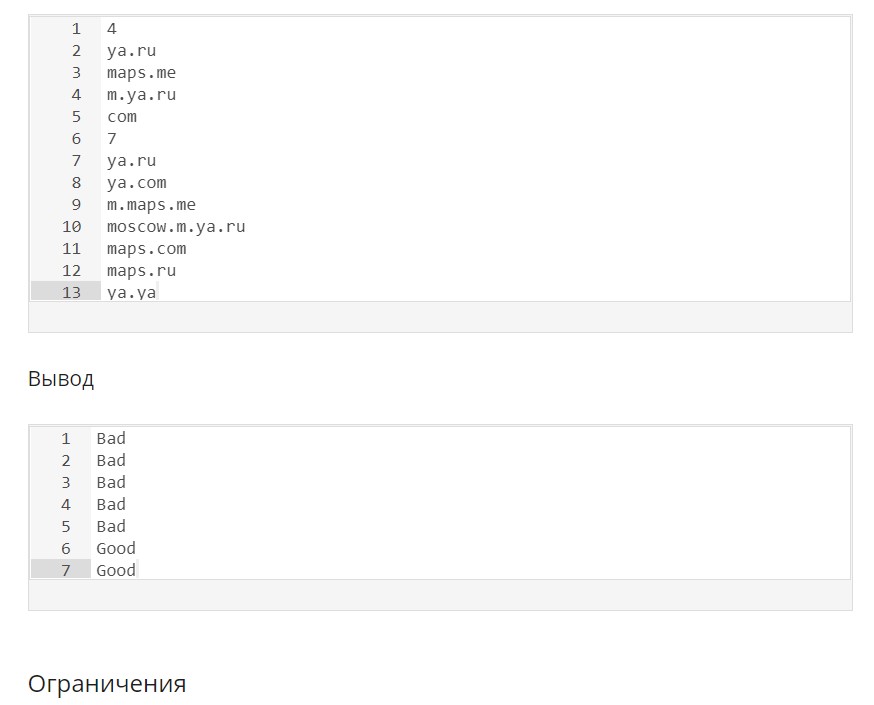 1 4
2 ya.ru
3 maps.me
4 m.ya.ru
5 com
6 7
7 ya.ru
8 ya.com
9 m.maps.me
10 moscow.m.ya.ru
11 maps.com
12 maps.ru
13 ya.ya
Вывод
1 Bad
2 Bad
3 Bad
4 Bad
5 Bad
6 Good
7 Good
Ограничения